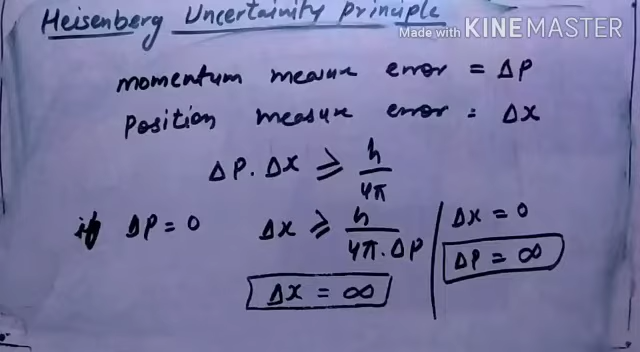 Heisenberg Uncertainity principle
Made with KINEMASTER
momentum measure error = ΔP
Position measure error = Δx
ΔP. Δx ≥ h/4π
if ΔP = 0 Δx ≥ h/4π. ΔP
Δx = ∞
Δx = 0
ΔP = ∞